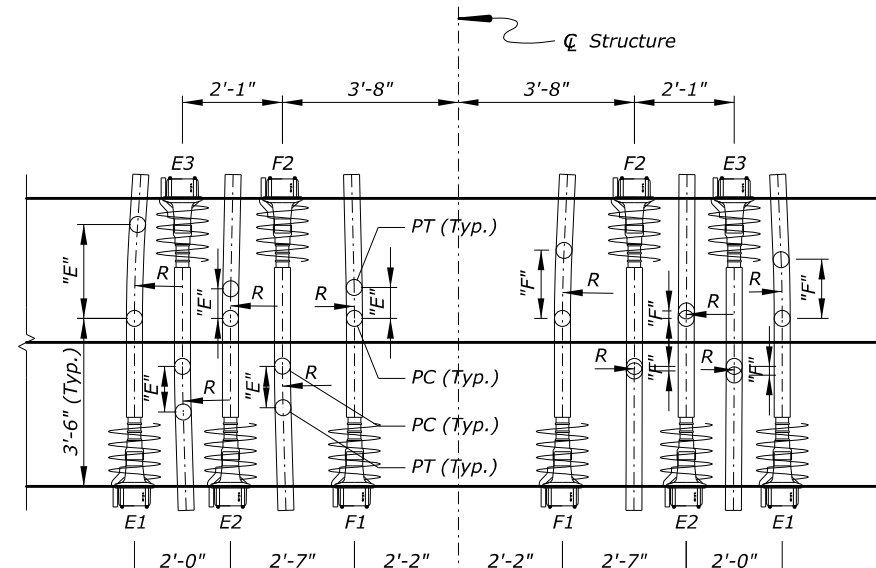 ℄ Structure
2'-1" 3'-8" 3'-8" 2'-1"
E3 F2 F2 E3
PT (Typ.)
"E" R "E" R R "E" "F" R "F" R R "F"
PC (Typ.)
3'-6" (Typ.) "E" R "E" R R "F" R "F"
PC (Typ.)
PT (Typ.)
E1 E2 F1 F1 E2 E1
2'-0" 2'-7" 2'-2" 2'-2" 2'-7" 2'-0"